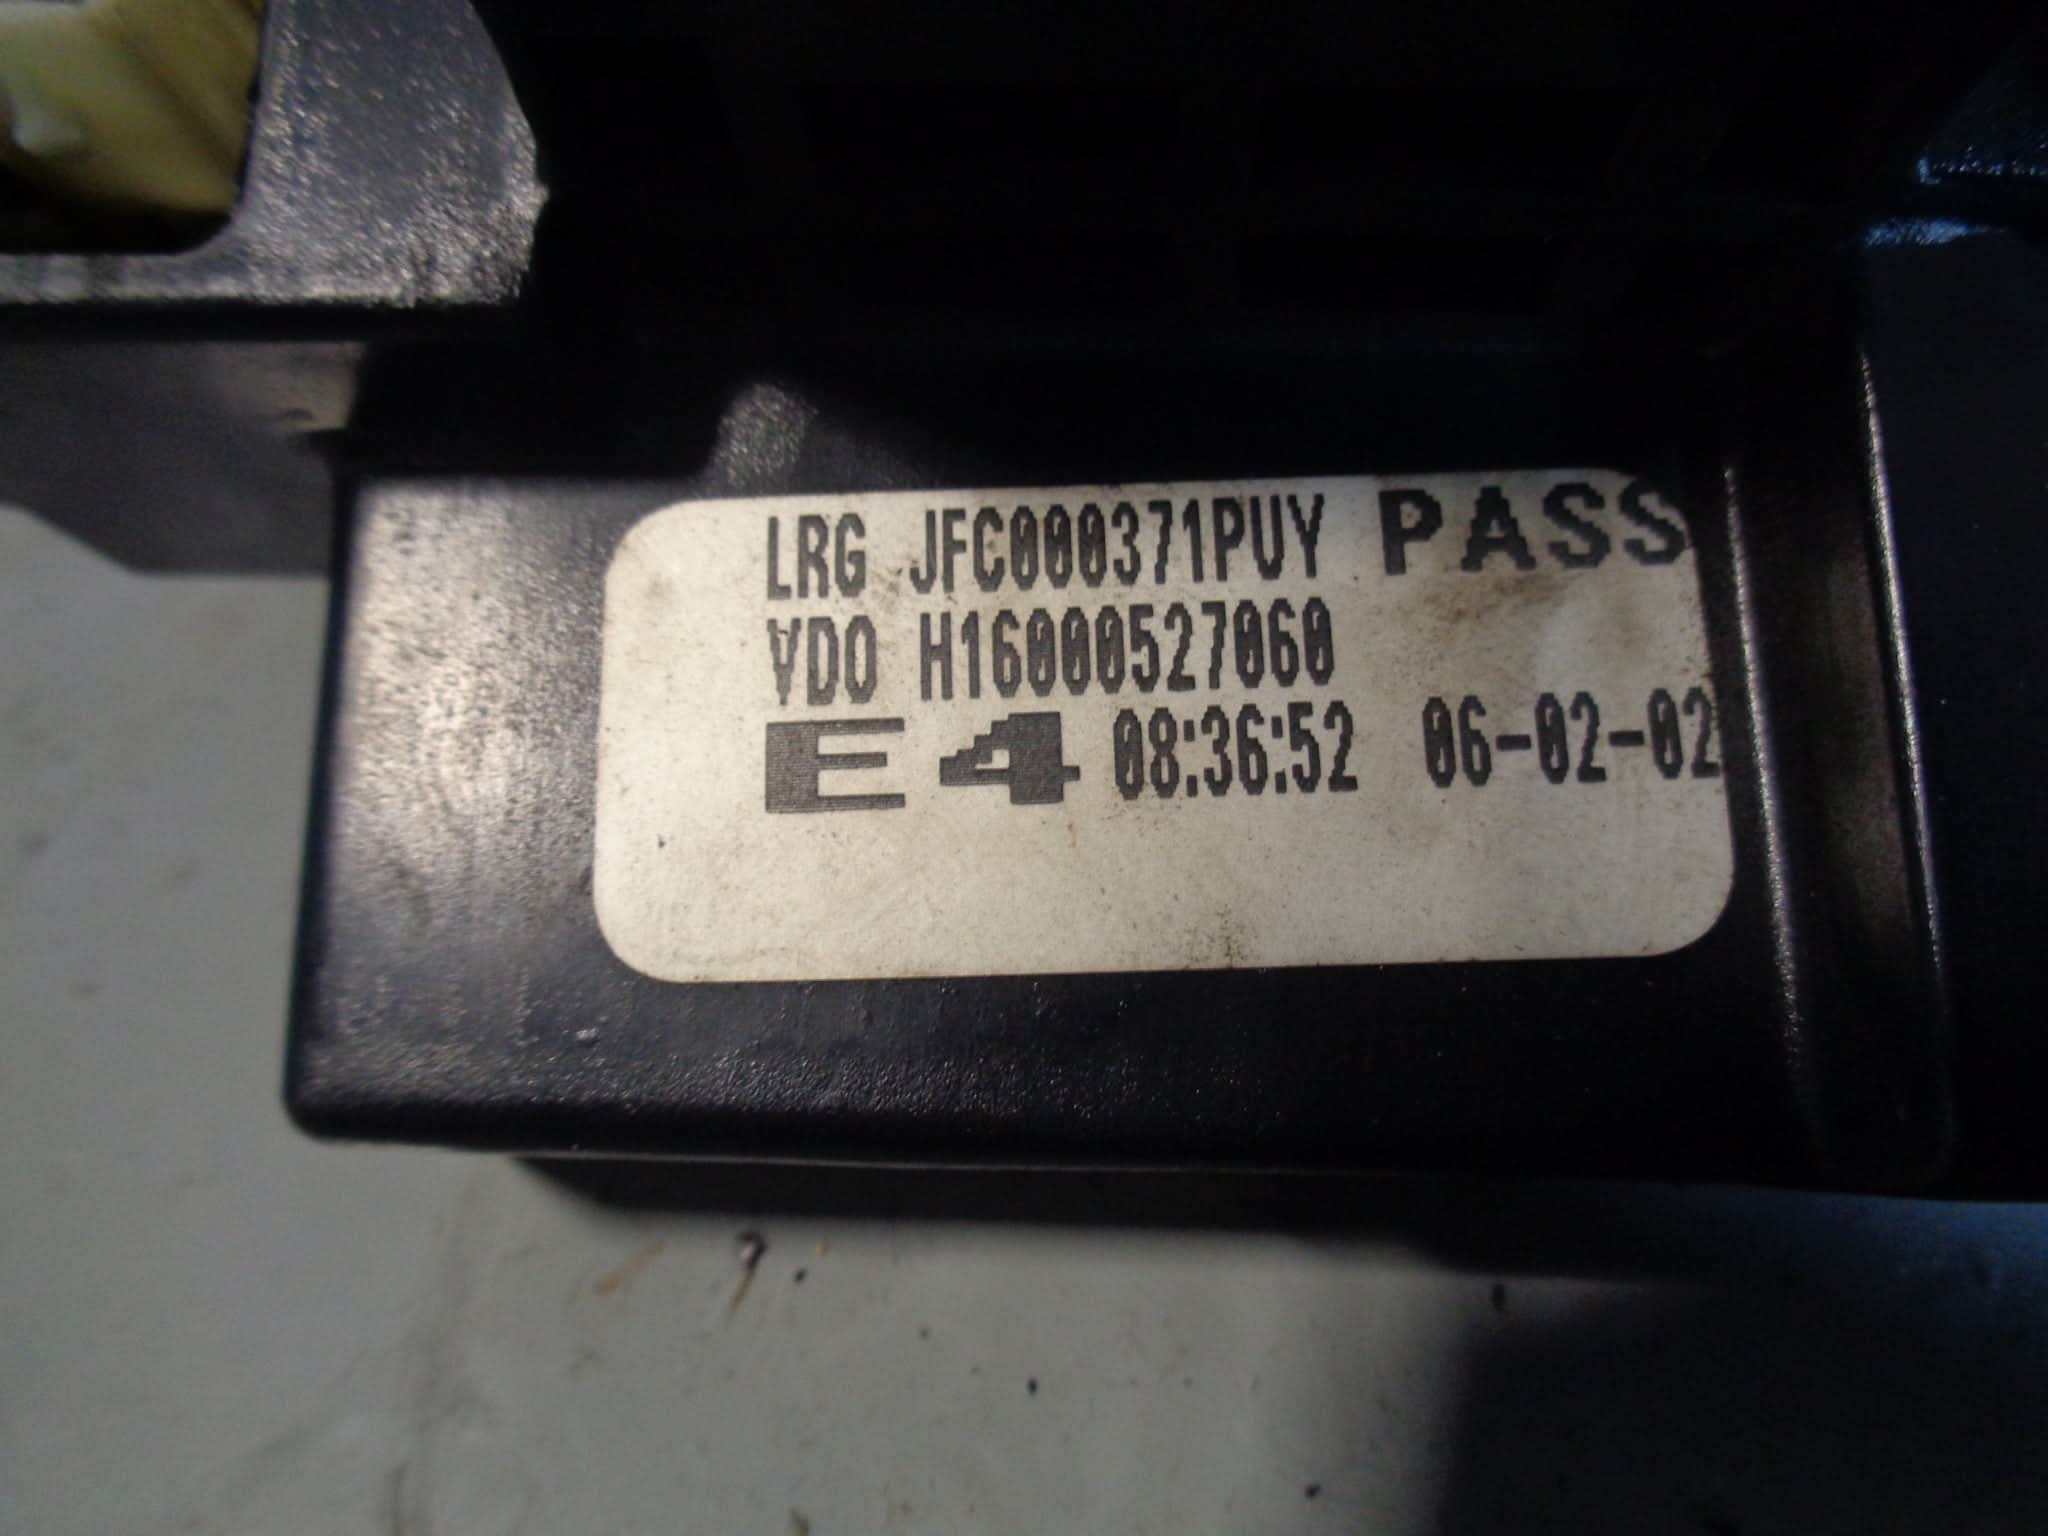 LRG JFC000371PUY PASS
VDO H16000527060
E4 08:36:52 06-02-02